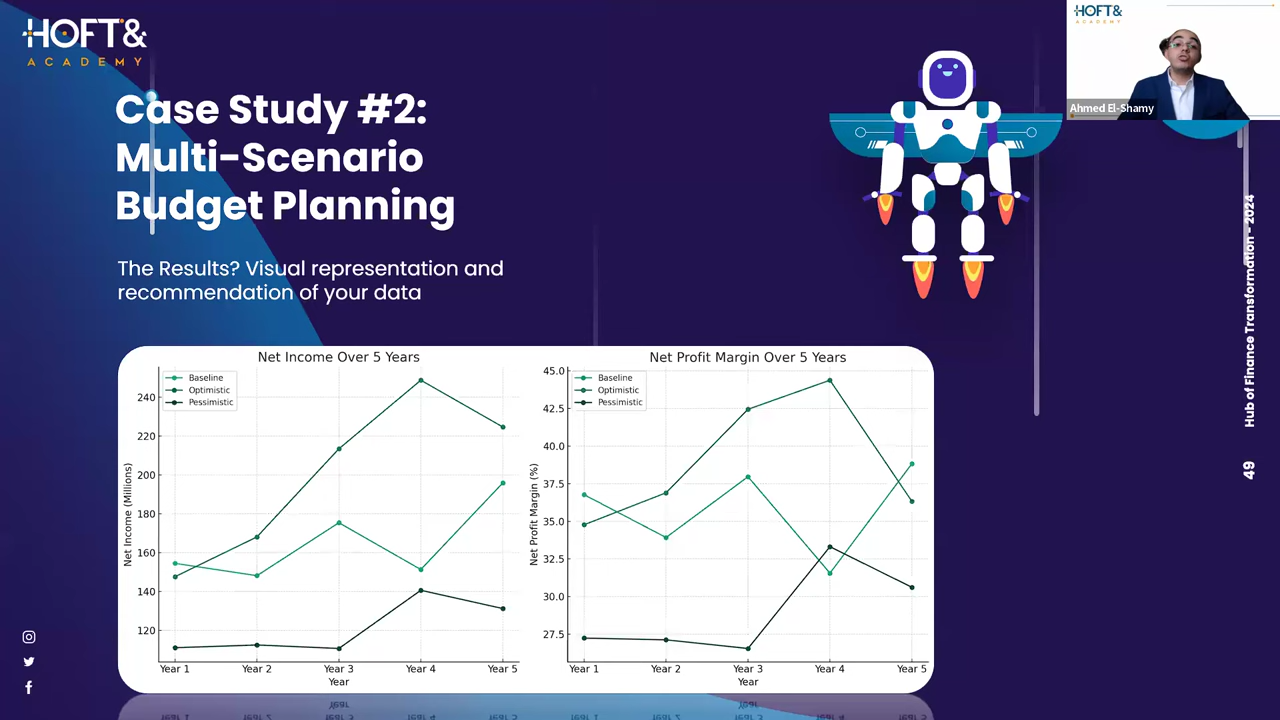 HOFT&
ACADEMY
HOFT&
ACADEMY
Ahmed El-Shamy
Case Study #2:
Multi-Scenario
Budget Planning
The Results? Visual representation and
recommendation of your data
Hub of Finance Transformation - 2024
49
Net Income Over 5 Years
Baseline
Optimistic
Pessimistic
Net Income (Millions)
240
220
200
180
160
140
120
Year 1 Year 2 Year 3 Year 4 Year 5
Year
Net Profit Margin Over 5 Years
Baseline
Optimistic
Pessimistic
Net Profit Margin (%)
45.0
42.5
40.0
37.5
35.0
32.5
30.0
27.5
Year 1 Year 2 Year 3 Year 4 Year 5
Year